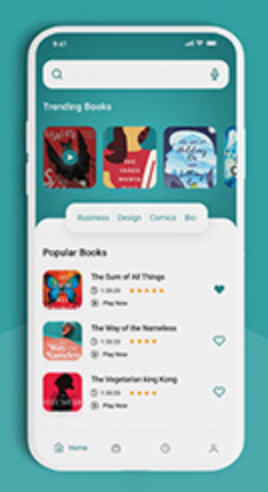 9:41
Trending Books
THE
THREE
Business Design Comics Bio
Popular Books
The Sum of All Things
1:30:20
Play Now
The Way of the Nameless
1:30:20
Play Now
The Vegetarian king Kong
1:30:20
Play Now
Home